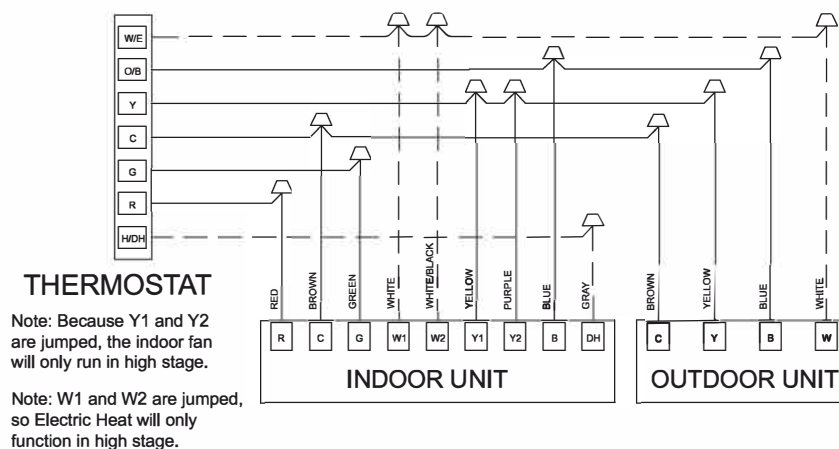 W/E
O/B
Y
C
G
R
H/DH
THERMOSTAT
Note: Because Y1 and Y2
are jumped, the indoor fan
will only run in high stage.
Note: W1 and W2 are jumped,
so Electric Heat will only
function in high stage.
RED
BROWN
GREEN
WHITE
WHITE/BLACK
YELLOW
PURPLE
BLUE
GRAY
R
C
G
W1
W2
Y1
Y2
B
DH
INDOOR UNIT
BROWN
YELLOW
BLUE
WHITE
C
Y
B
W
OUTDOOR UNIT